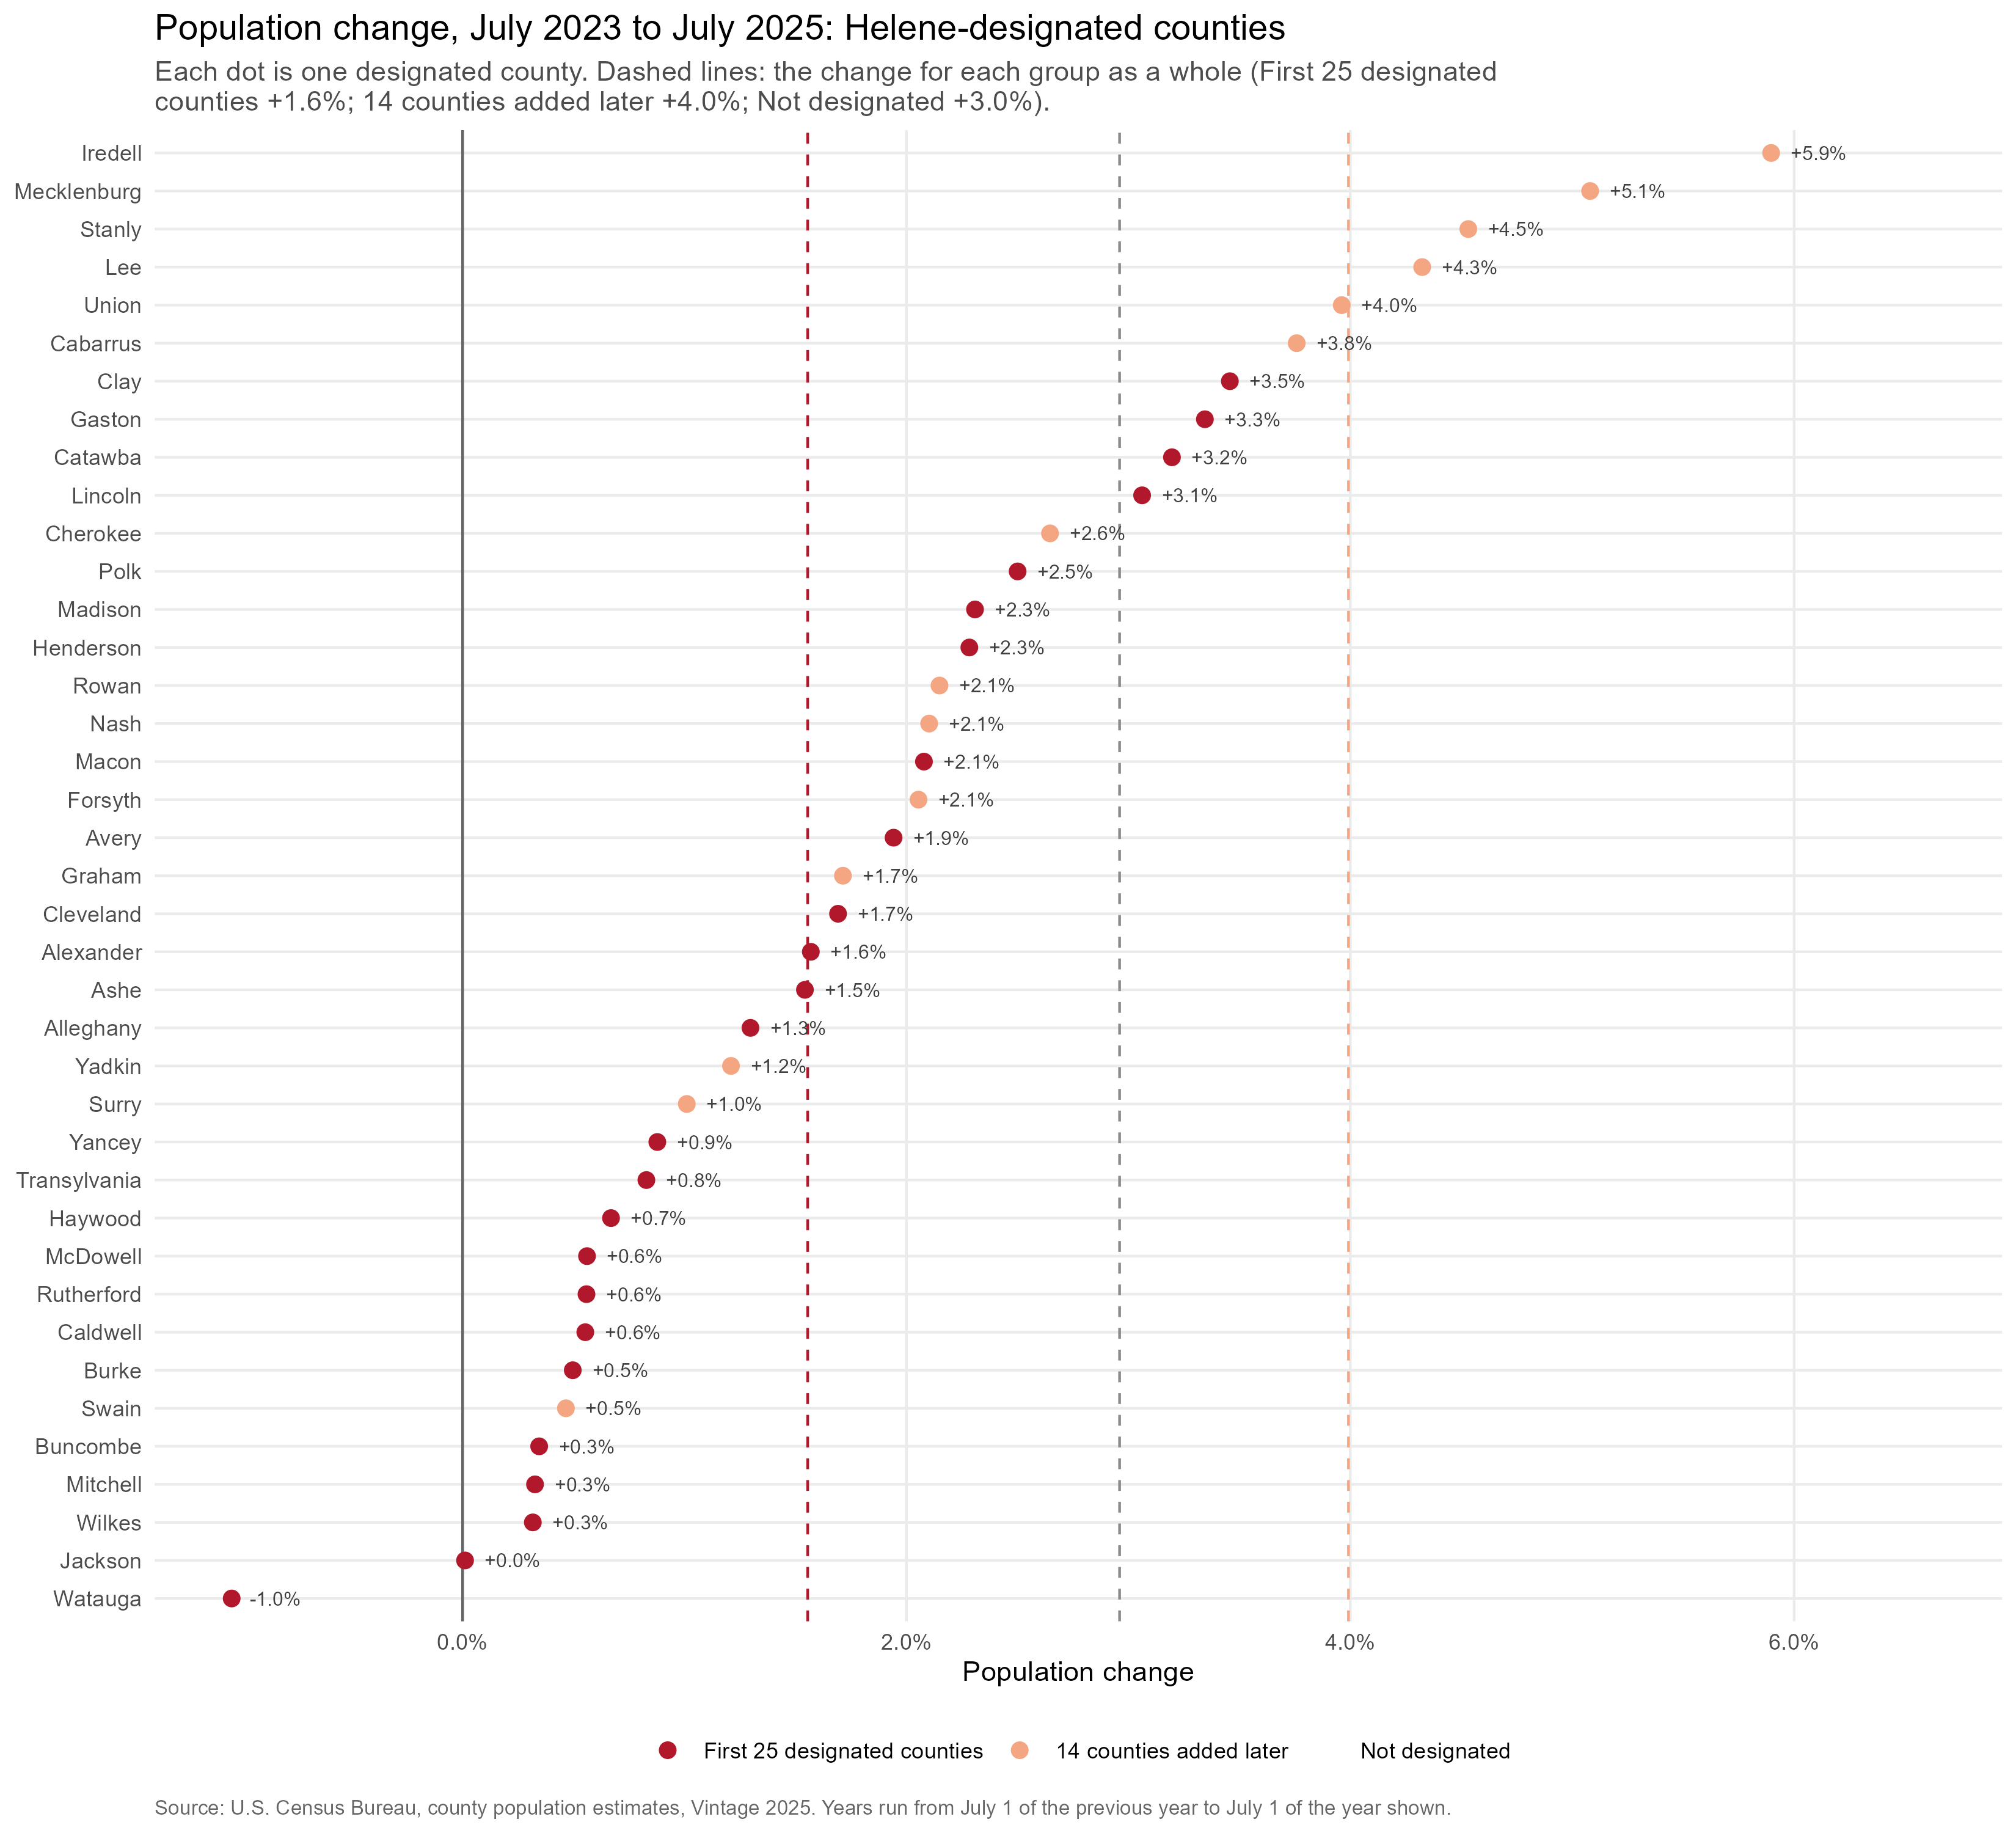 Population change, July 2023 to July 2025: Helene-designated counties
Each dot is one designated county. Dashed lines: the change for each group as a whole (First 25 designated
counties +1.6%; 14 counties added later +4.0%; Not designated +3.0%).
Iredell +5.9%
Mecklenburg +5.1%
Stanly +4.5%
Lee +4.3%
Union +4.0%
Cabarrus +3.8%
Clay +3.5%
Gaston +3.3%
Catawba +3.2%
Lincoln +3.1%
Cherokee +2.6%
Polk +2.5%
Madison +2.3%
Henderson +2.3%
Rowan +2.1%
Nash +2.1%
Macon +2.1%
Forsyth +2.1%
Avery +1.9%
Graham +1.7%
Cleveland +1.7%
Alexander +1.6%
Ashe +1.5%
Alleghany +1.3%
Yadkin +1.2%
Surry +1.0%
Yancey +0.9%
Transylvania +0.8%
Haywood +0.7%
McDowell +0.6%
Rutherford +0.6%
Caldwell +0.6%
Burke +0.5%
Swain +0.5%
Buncombe +0.3%
Mitchell +0.3%
Wilkes +0.3%
Jackson +0.0%
Watauga -1.0%
0.0% 2.0% 4.0% 6.0%
Population change
First 25 designated counties 14 counties added later Not designated
Source: U.S. Census Bureau, county population estimates, Vintage 2025. Years run from July 1 of the previous year to July 1 of the year shown.